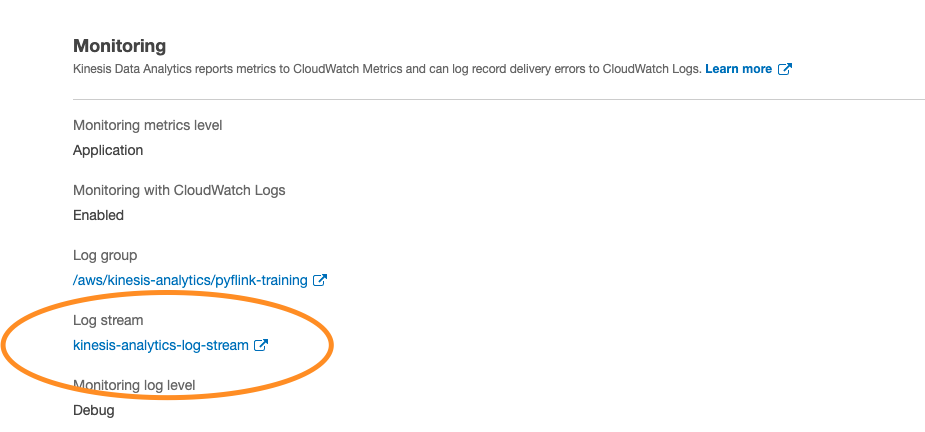 Monitoring
Kinesis Data Analytics reports metrics to CloudWatch Metrics and can log record delivery errors to CloudWatch Logs. Learn more
Monitoring metrics level
Application
Monitoring with CloudWatch Logs
Enabled
Log group
/aws/kinesis-analytics/pyflink-training
Log stream
kinesis-analytics-log-stream
Monitoring log level
Debug